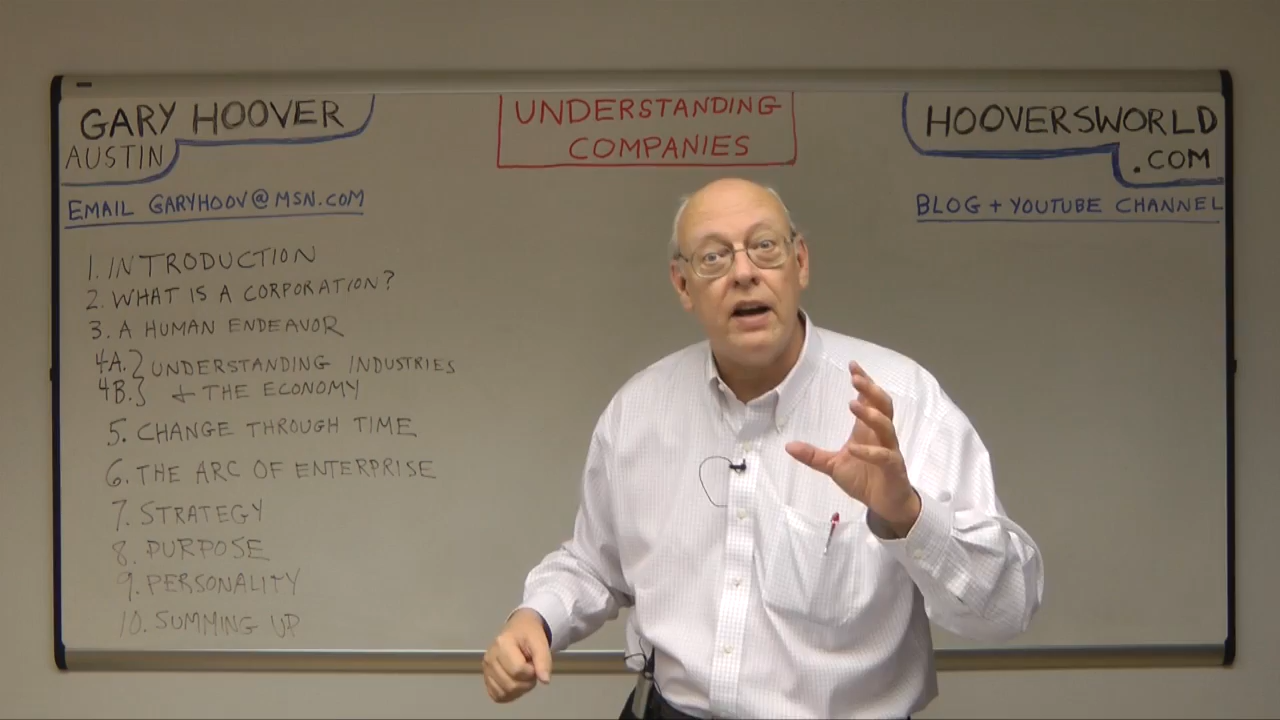 GARY HOOVER
AUSTIN
EMAIL GARYHOOV@MSN.COM
UNDERSTANDING
COMPANIES
HOOVERSWORLD
.COM
BLOG + YOUTUBE CHANNEL
1. INTRODUCTION
2. WHAT IS A CORPORATION?
3. A HUMAN ENDEAVOR
4A.} UNDERSTANDING INDUSTRIES
4B.} + THE ECONOMY
5. CHANGE THROUGH TIME
6. THE ARC OF ENTERPRISE
7. STRATEGY
8. PURPOSE
9. PERSONALITY
10. SUMMING UP